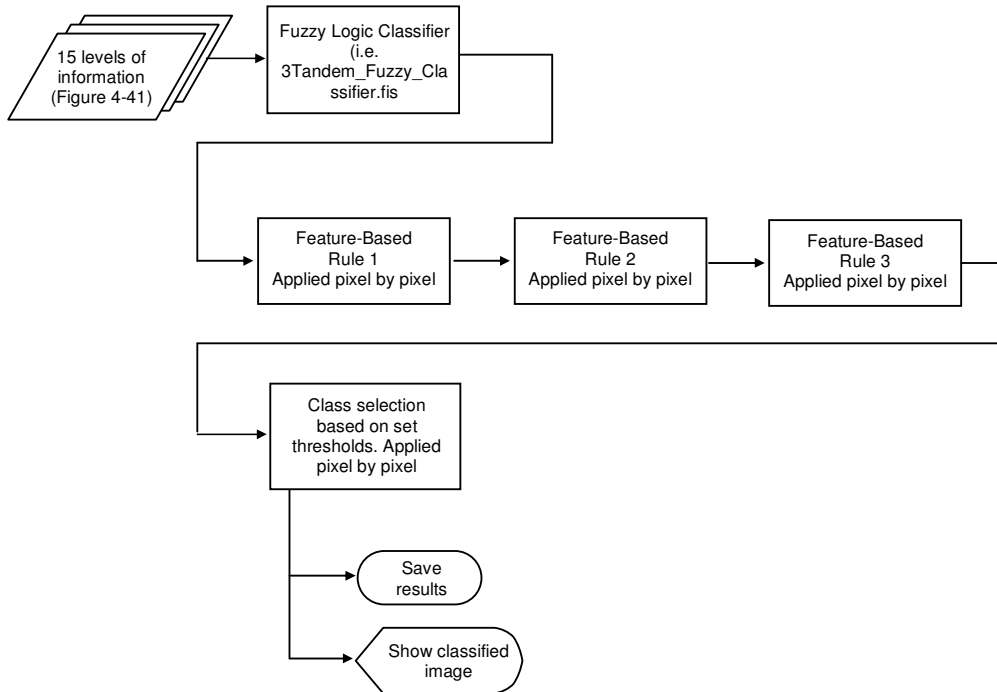 15 levels of
information
(Figure 4-41)
Fuzzy Logic Classifier
(i.e.
3Tandem_Fuzzy_Cla
ssifier.fis
Feature-Based
Rule 1
Applied pixel by pixel
Feature-Based
Rule 2
Applied pixel by pixel
Feature-Based
Rule 3
Applied pixel by pixel
Class selection
based on set
thresholds. Applied
pixel by pixel
Save
results
Show classified
image